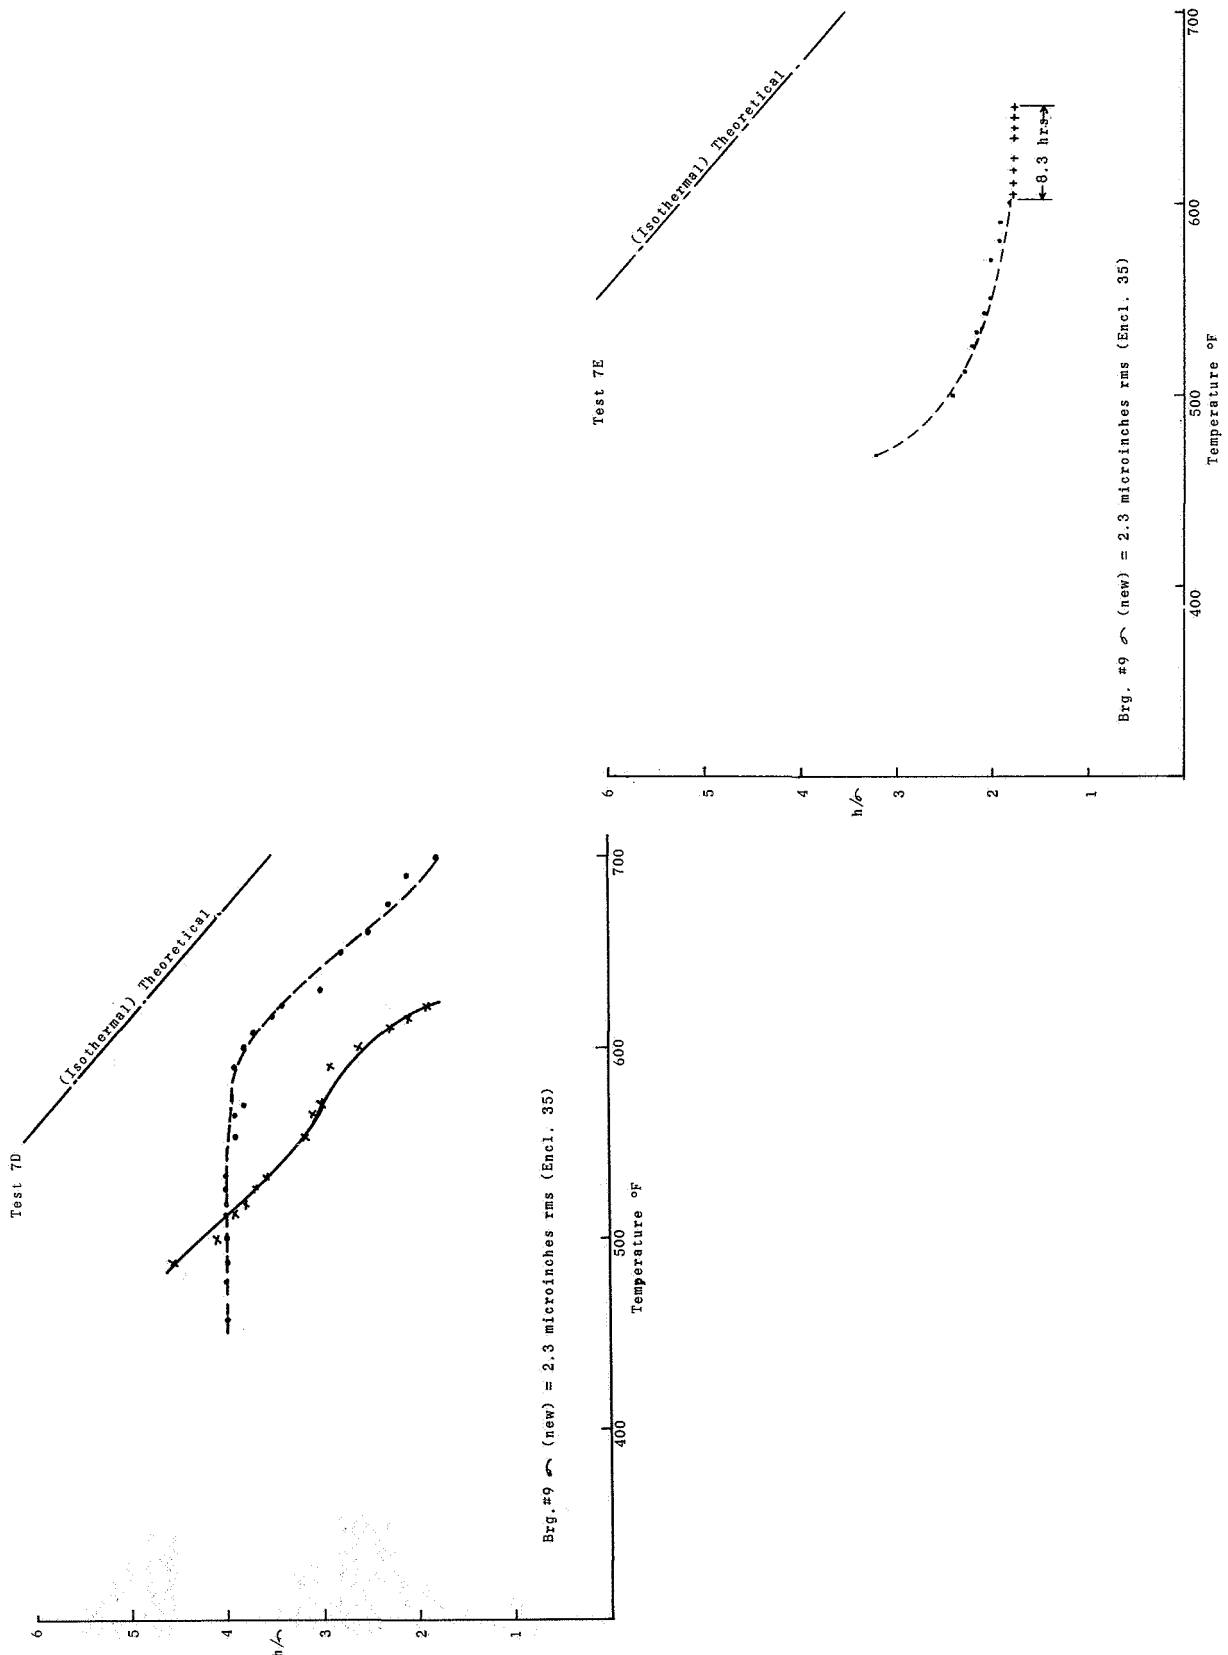 Test 7D
(Isothermal) Theoretical
6
5
4
h/σ
3
2
1
400
500
600
700
Temperature °F
Brg.#9 σ (new) = 2.3 microinches rms (Encl. 35)
Test 7E
(Isothermal) Theoretical
8.3 hrs
6
5
h/σ
3
2
1
400
500
600
700
Temperature °F
Brg. #9 σ (new) = 2.3 microinches rms (Encl. 35)